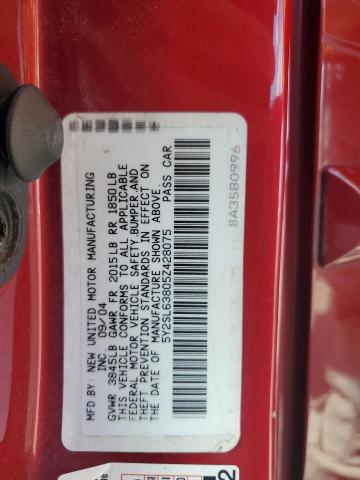 MFD BY: NEW UNITED MOTOR MANUFACTURING
INC. 09/04
GVWR 3845LB GAWR FR 2015LB RR 1850LB
THIS VEHICLE CONFORMS TO ALL APPLICABLE
FEDERAL MOTOR VEHICLE SAFETY,BUMPER,AND
THEFT PREVENTION STANDARDS IN EFFECT ON
THE DATE OF MANUFACTURE SHOWN ABOVE.
5Y2SL63805Z428075 PASS CAR
BA3580996
2